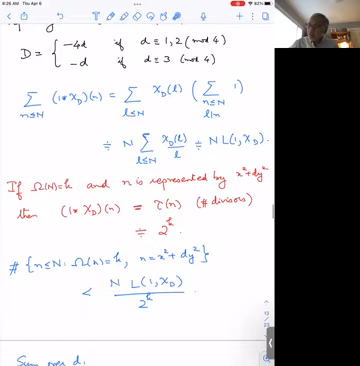 8:26 AM Thu Apr 6
D = { −4d if d ≡ 1, 2 (mod 4)
−d if d ≡ 3 (mod 4)
∑_{n≤N} (1*χ_D)(n) = ∑_{l≤N} χ_D(l) ( ∑_{n≤N, l|n} 1 )
≑ N ∑_{l≤N} χ_D(l)/l ≑ N L(1, χ_D).
If Ω(n)=k and n is represented by x²+dy²
then (1*χ_D)(n) = τ(n) (# divisors)
≑ 2^k
# { n≤N : Ω(n)=k, n = x²+dy² }
< N L(1, χ_D) / 2^k .
Sum over d.
13